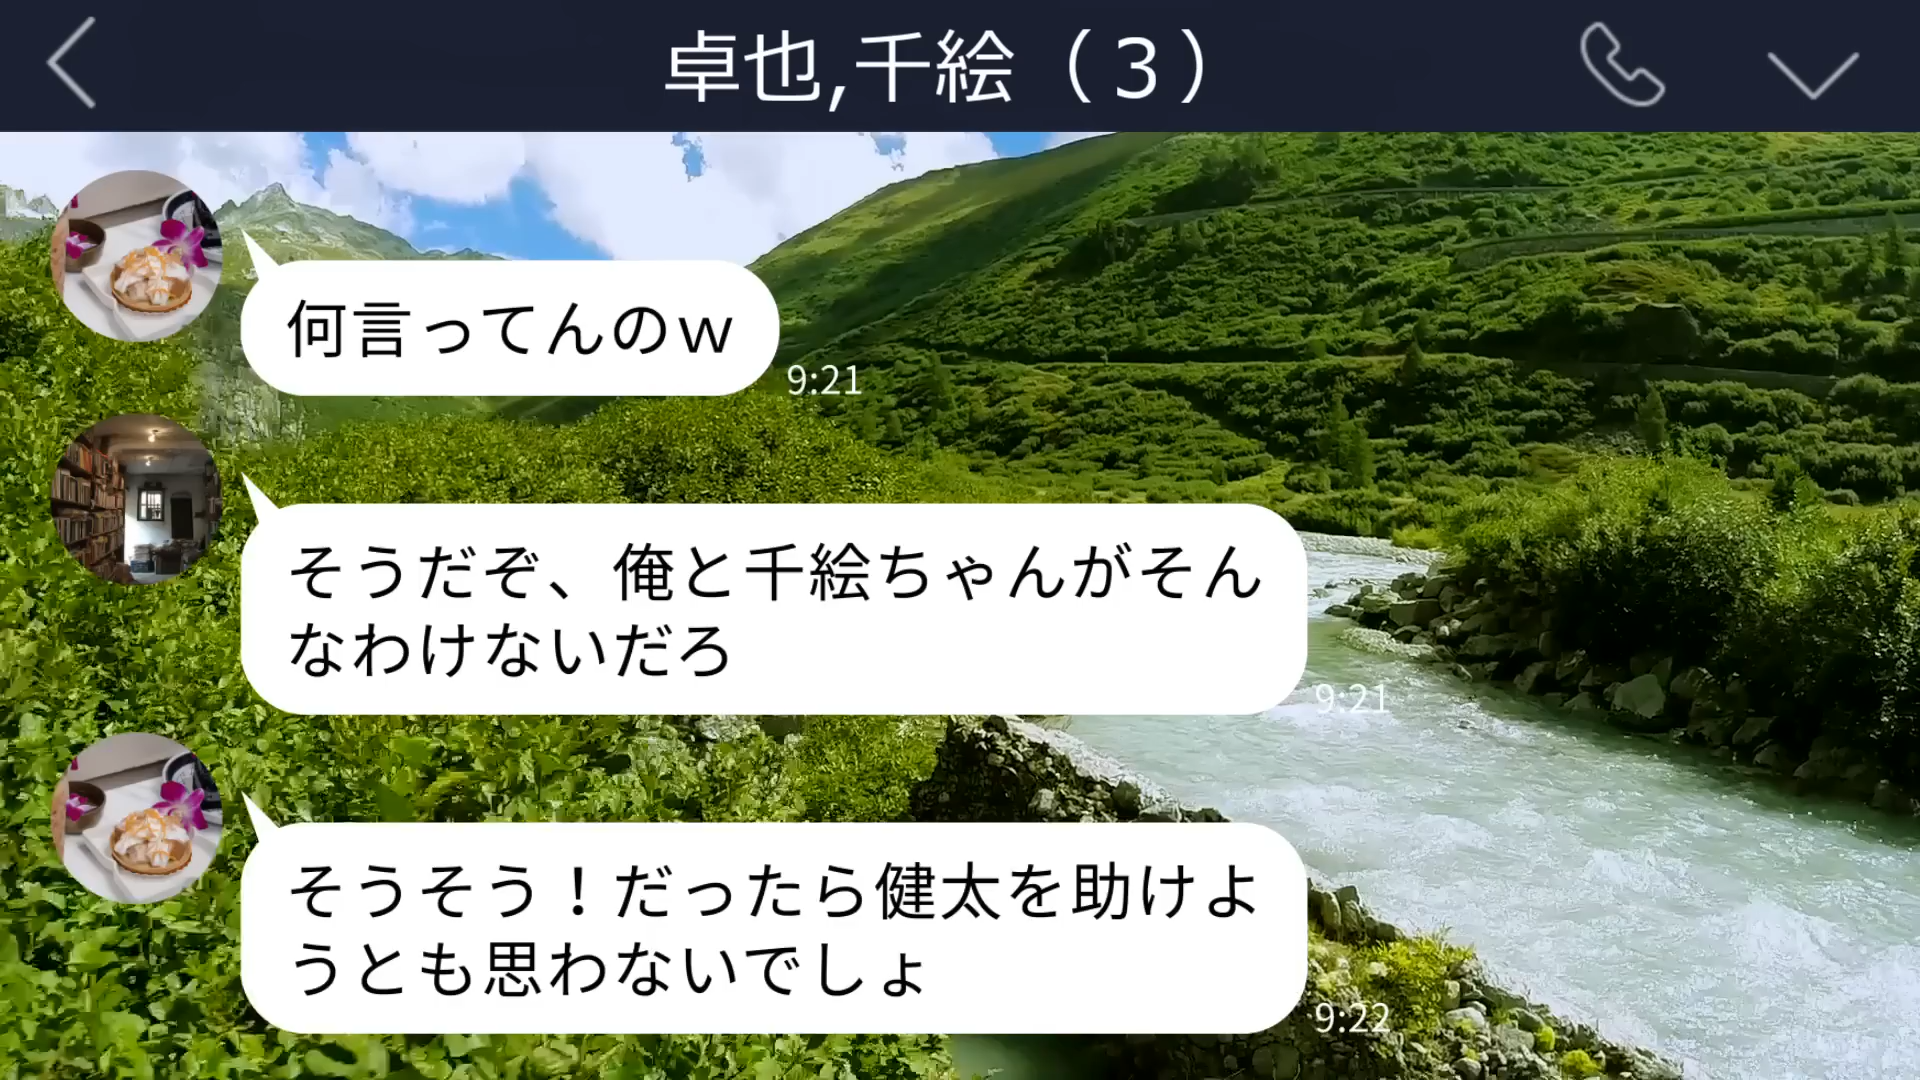 卓也,千絵（３）
何言ってんのｗ
9:21
そうだぞ、俺と千絵ちゃんがそん
なわけないだろ
9:21
そうそう！だったら健太を助けよ
うとも思わないでしょ
9:22